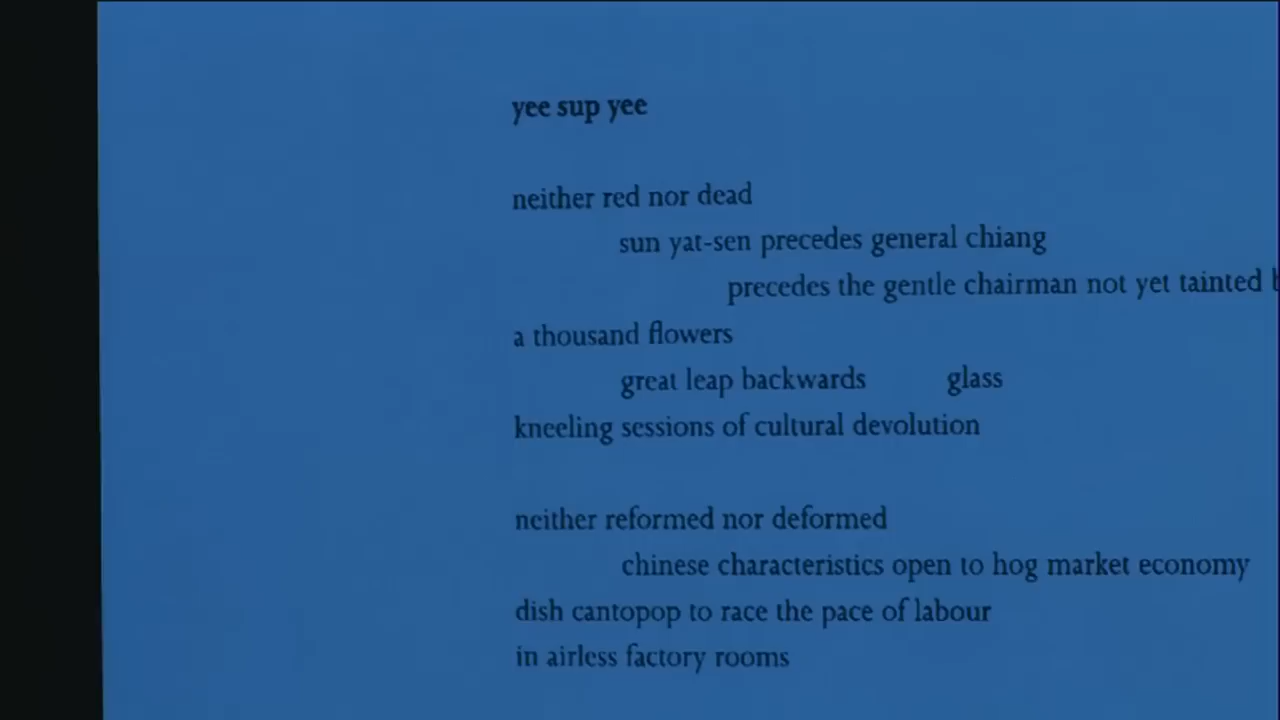 yee sup yee
neither red nor dead
sun yat-sen precedes general chiang
precedes the gentle chairman not yet tainted
a thousand flowers
great leap backwards glass
kneeling sessions of cultural devolution
neither reformed nor deformed
chinese characteristics open to hog market economy
dish cantopop to race the pace of labour
in airless factory rooms